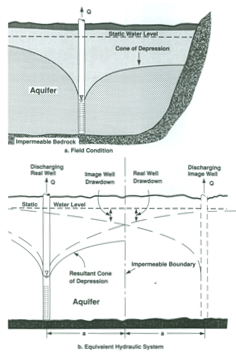 Q
Static Water Level
Cone of Depression
Aquifer
Impermeable Bedrock
a. Field Condition
Discharging
Real Well
Image Well
Drawdown
Real Well
Drawdown
Discharging
Image Well
Q
Q
Static
Water Level
Resultant Cone
of Depression
Impermeable Boundary
Aquifer
a
a
b. Equivalent Hydraulic System